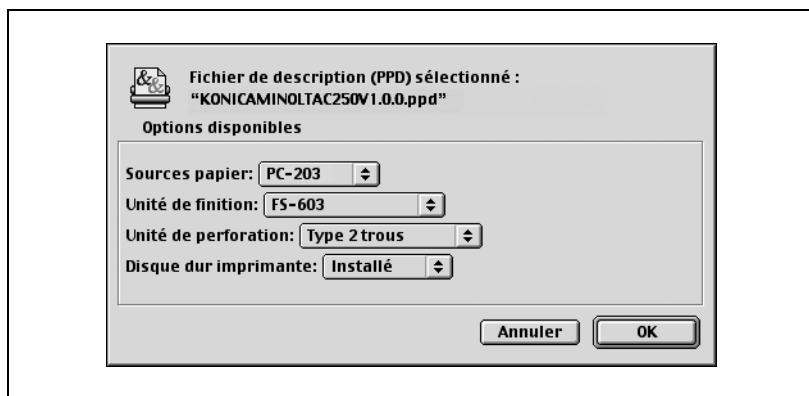 Fichier de description (PPD) sélectionné :
“KONICAMINOLTAC250V1.0.0.ppd”
Options disponibles
Sources papier: PC-203
Unité de finition: FS-603
Unité de perforation: Type 2 trous
Disque dur imprimante: Installé
Annuler OK